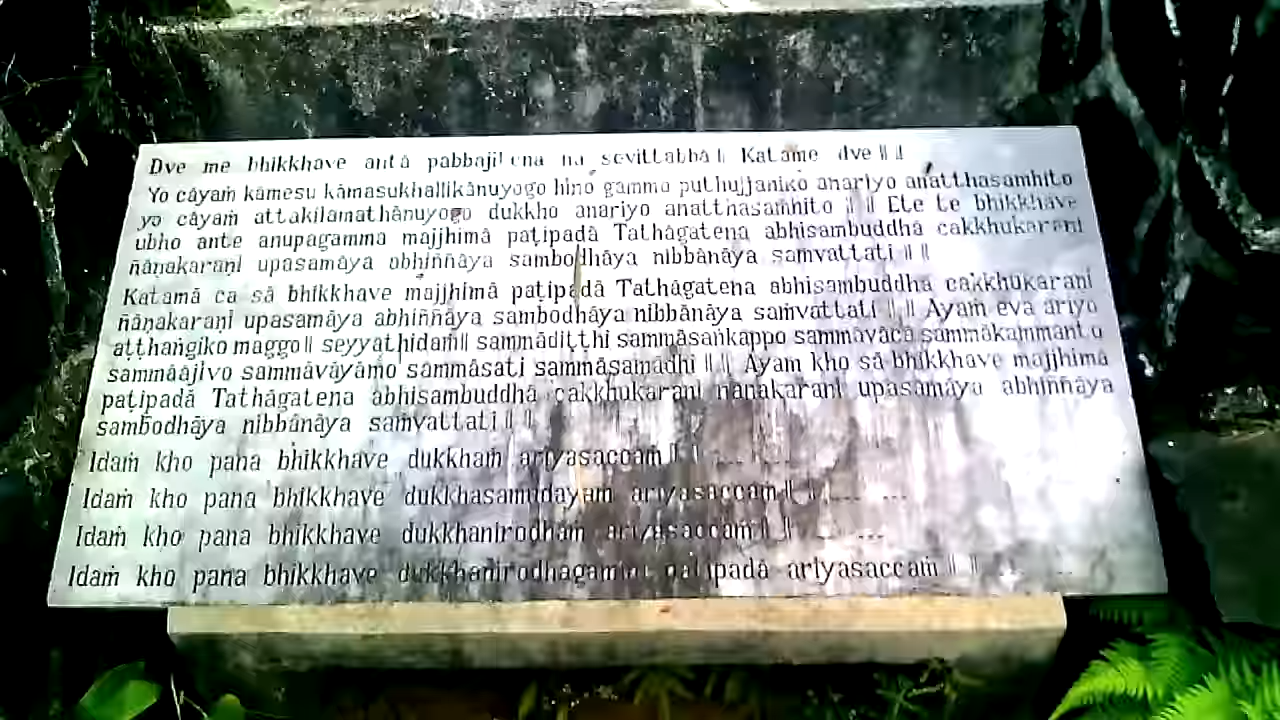 Dve me bhikkhave antā pabbajitena na sevittabbā ॥ Katame dve ॥ ॥
Yo cāyaṁ kāmesu kāmasukhallikānuyogo hīno gammo puthujjaniko anariyo anatthasaṁhito
yo cāyaṁ attakilamathānuyogo dukkho anariyo anatthasaṁhito ॥ ॥ Ete te bhikkhave
ubho ante anupagamma majjhimā paṭipadā Tathāgatena abhisambuddhā cakkhukaraṇī
ñāṇakaraṇī upasamāya abhiññāya sambodhāya nibbānāya saṁvattati ॥ ॥
Katamā ca sā bhikkhave majjhimā paṭipadā Tathāgatena abhisambuddhā cakkhukaraṇī
ñāṇakaraṇī upasamāya abhiññāya sambodhāya nibbānāya saṁvattati ॥ ॥ Ayaṁ eva āriyo
aṭṭhaṅgiko maggo॥ seyyathidaṁ॥ sammādiṭṭhi sammāsaṅkappo sammāvācā sammākammanto
sammāājīvo sammāvāyāmo sammāsati sammāsamādhi ॥ ॥ Ayaṁ kho sā bhikkhave majjhimā
paṭipadā Tathāgatena abhisambuddhā cakkhukaraṇī ñāṇakaraṇī upasamāya abhiññāya
sambodhāya nibbānāya saṁvattati ॥ ॥
Idaṁ kho pana bhikkhave dukkhaṁ ariyasaccaṁ ॥ ॥ ... ...
Idaṁ kho pana bhikkhave dukkhasamudayaṁ ariyasaccaṁ ॥ ॥ ... ...
Idaṁ kho pana bhikkhave dukkhanirodhaṁ ariyasaccaṁ ॥ ॥ ... ...
Idaṁ kho pana bhikkhave dukkhanirodhagāminī paṭipadā ariyasaccaṁ ॥ ॥ ... ...